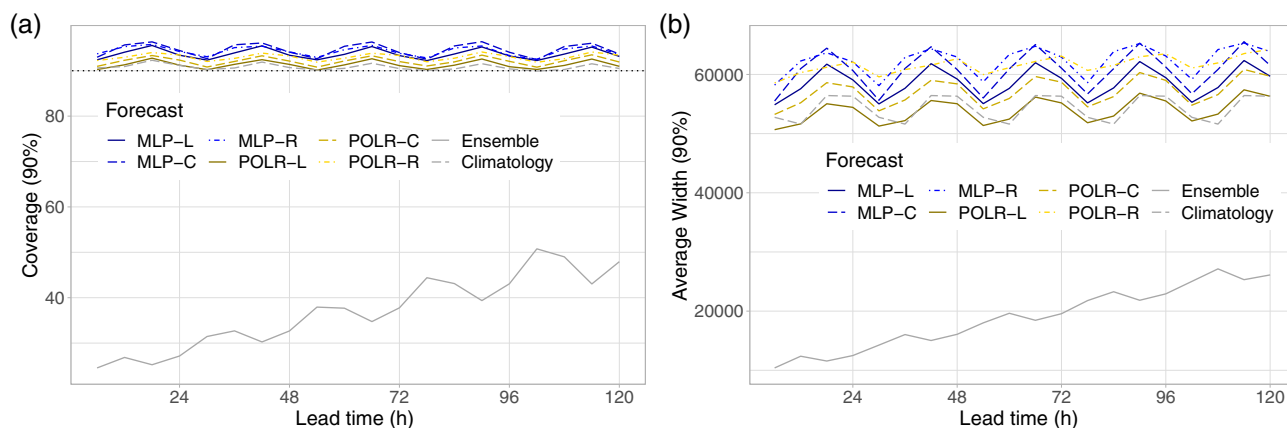 (a)
Coverage (90%)
80
60
40
Forecast
MLP−L MLP−R POLR−C Ensemble
MLP−C POLR−L POLR−R Climatology
24 48 72 96 120
Lead time (h)
(b)
Average Width (90%)
60000
40000
20000
Forecast
MLP−L MLP−R POLR−C Ensemble
MLP−C POLR−L POLR−R Climatology
24 48 72 96 120
Lead time (h)